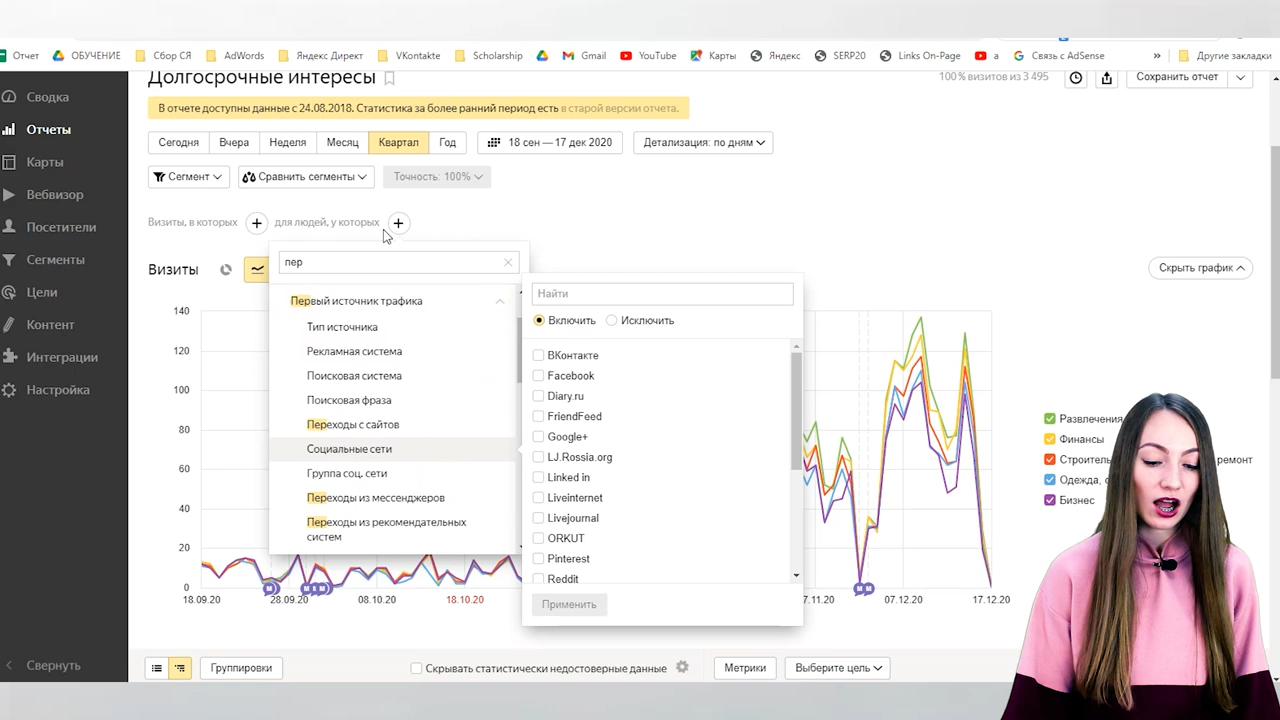 Отчет
ОБУЧЕНИЕ
Сбор СЯ
AdWords
Яндекс Директ
VKontakte
Scholarship
Gmail
YouTube
Карты
Яндекс
SERP20
Links On-Page
a
Связь с AdSense
»
Другие закладки
Долгосрочные интересы
100 % визитов из 3 495
Сохранить отчет
В отчете доступны данные с 24.08.2018. Статистика за более ранний период есть в старой версии отчета.
Сегодня
Вчера
Неделя
Месяц
Квартал
Год
18 сен — 17 дек 2020
Детализация: по дням
Сегмент
Сравнить сегменты
Точность: 100%
Визиты, в которых
+
для людей, у которых
+
Сводка
Отчеты
Карты
Вебвизор
Посетители
Сегменты
Цели
Контент
Интеграции
Настройка
Свернуть
Визиты
Скрыть график
пер
Первый источник трафика
Тип источника
Рекламная система
Поисковая система
Поисковая фраза
Переходы с сайтов
Социальные сети
Группа соц. сети
Переходы из мессенджеров
Переходы из рекомендательных
систем
Найти
Включить
Исключить
ВКонтакте
Facebook
Diary.ru
FriendFeed
Google+
LJ.Rossia.org
Linked in
Liveinternet
Livejournal
ORKUT
Pinterest
Reddit
Применить
140
120
100
80
60
40
20
0
18.09.20
28.09.20
08.10.20
18.10.20
7.11.20
07.12.20
17.12.20
Развлечения
Финансы
Строитель
емонт
Одежда, о
Бизнес
Группировки
Скрывать статистически недостоверные данные
Метрики
Выберите цель